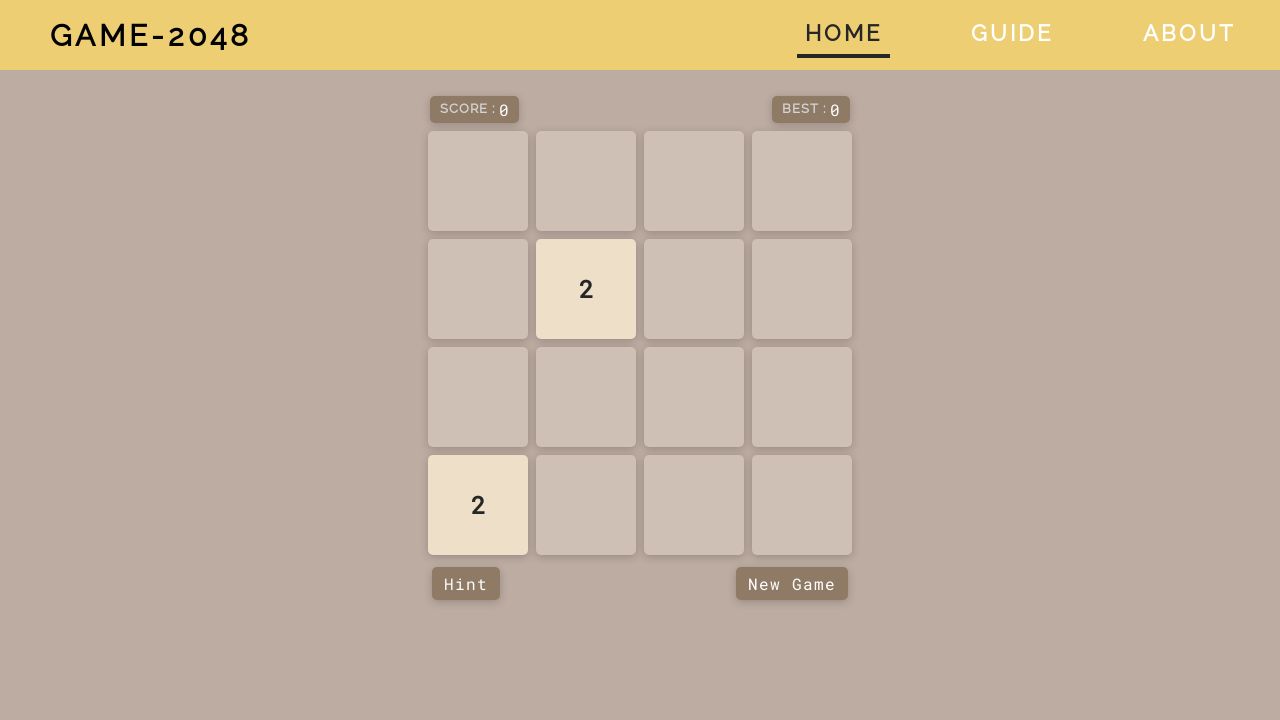 GAME-2048 HOME GUIDE ABOUT
SCORE : 0 BEST : 0
2
2
Hint New Game